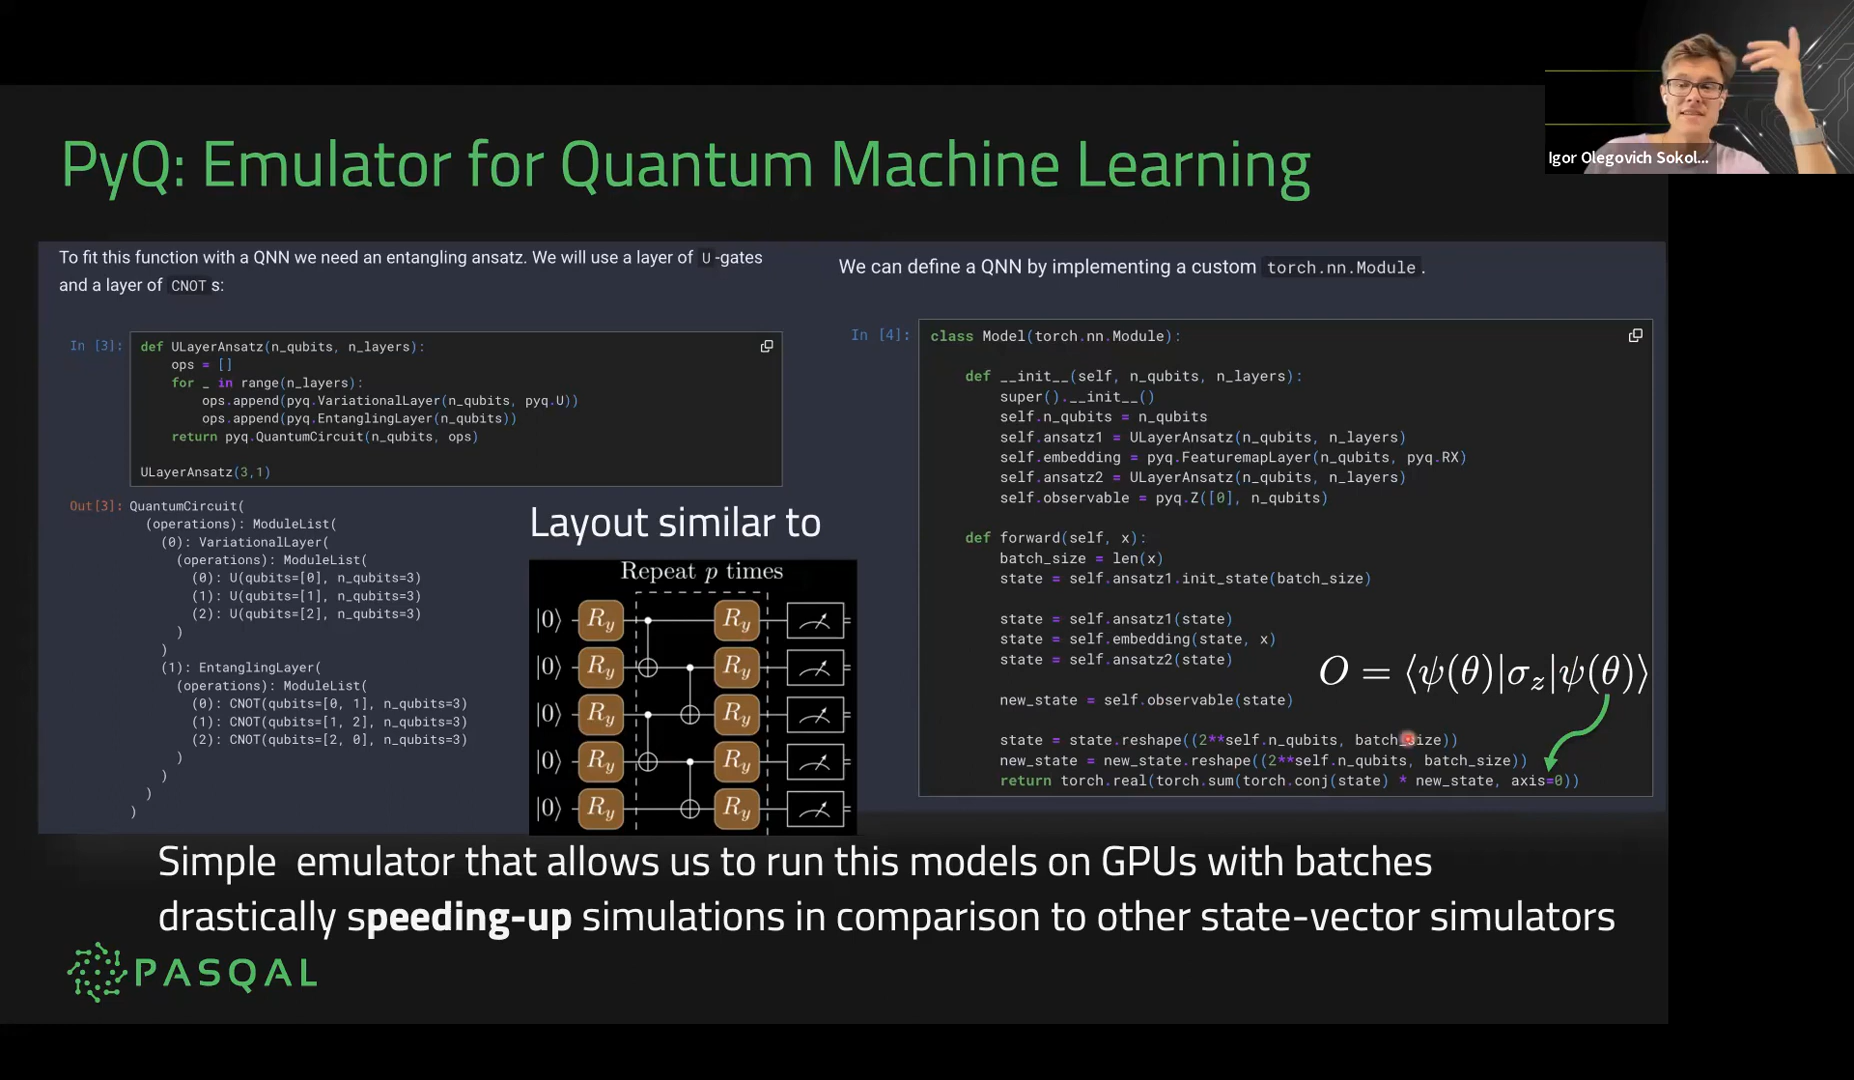 Igor Olegovich Sokol...
PyQ: Emulator for Quantum Machine Learning
To fit this function with a QNN we need an entangling ansatz. We will use a layer of U -gates
and a layer of CNOT s:
In [3]:
def ULayerAnsatz(n_qubits, n_layers):
    ops = []
    for _ in range(n_layers):
        ops.append(pyq.VariationalLayer(n_qubits, pyq.U))
        ops.append(pyq.EntanglingLayer(n_qubits))
    return pyq.QuantumCircuit(n_qubits, ops)
ULayerAnsatz(3,1)
Out[3]: QuantumCircuit(
  (operations): ModuleList(
    (0): VariationalLayer(
      (operations): ModuleList(
        (0): U(qubits=[0], n_qubits=3)
        (1): U(qubits=[1], n_qubits=3)
        (2): U(qubits=[2], n_qubits=3)
      )
    )
    (1): EntanglingLayer(
      (operations): ModuleList(
        (0): CNOT(qubits=[0, 1], n_qubits=3)
        (1): CNOT(qubits=[1, 2], n_qubits=3)
        (2): CNOT(qubits=[2, 0], n_qubits=3)
      )
    )
  )
)
Layout similar to
Repeat p times
|0⟩ R_y R_y
|0⟩ R_y R_y
|0⟩ R_y R_y
|0⟩ R_y R_y
|0⟩ R_y R_y
We can define a QNN by implementing a custom torch.nn.Module .
In [4]:
class Model(torch.nn.Module):
    def __init__(self, n_qubits, n_layers):
        super().__init__()
        self.n_qubits = n_qubits
        self.ansatz1 = ULayerAnsatz(n_qubits, n_layers)
        self.embedding = pyq.FeaturemapLayer(n_qubits, pyq.RX)
        self.ansatz2 = ULayerAnsatz(n_qubits, n_layers)
        self.observable = pyq.Z([0], n_qubits)
    def forward(self, x):
        batch_size = len(x)
        state = self.ansatz1.init_state(batch_size)
        state = self.ansatz1(state)
        state = self.embedding(state, x)
        state = self.ansatz2(state)
        new_state = self.observable(state)
        state = state.reshape((2**self.n_qubits, batch_size))
        new_state = new_state.reshape((2**self.n_qubits, batch_size))
        return torch.real(torch.sum(torch.conj(state) * new_state, axis=0))
O = ⟨ψ(θ)|σ_z|ψ(θ)⟩
Simple emulator that allows us to run this models on GPUs with batches
drastically speeding-up simulations in comparison to other state-vector simulators
PASQAL